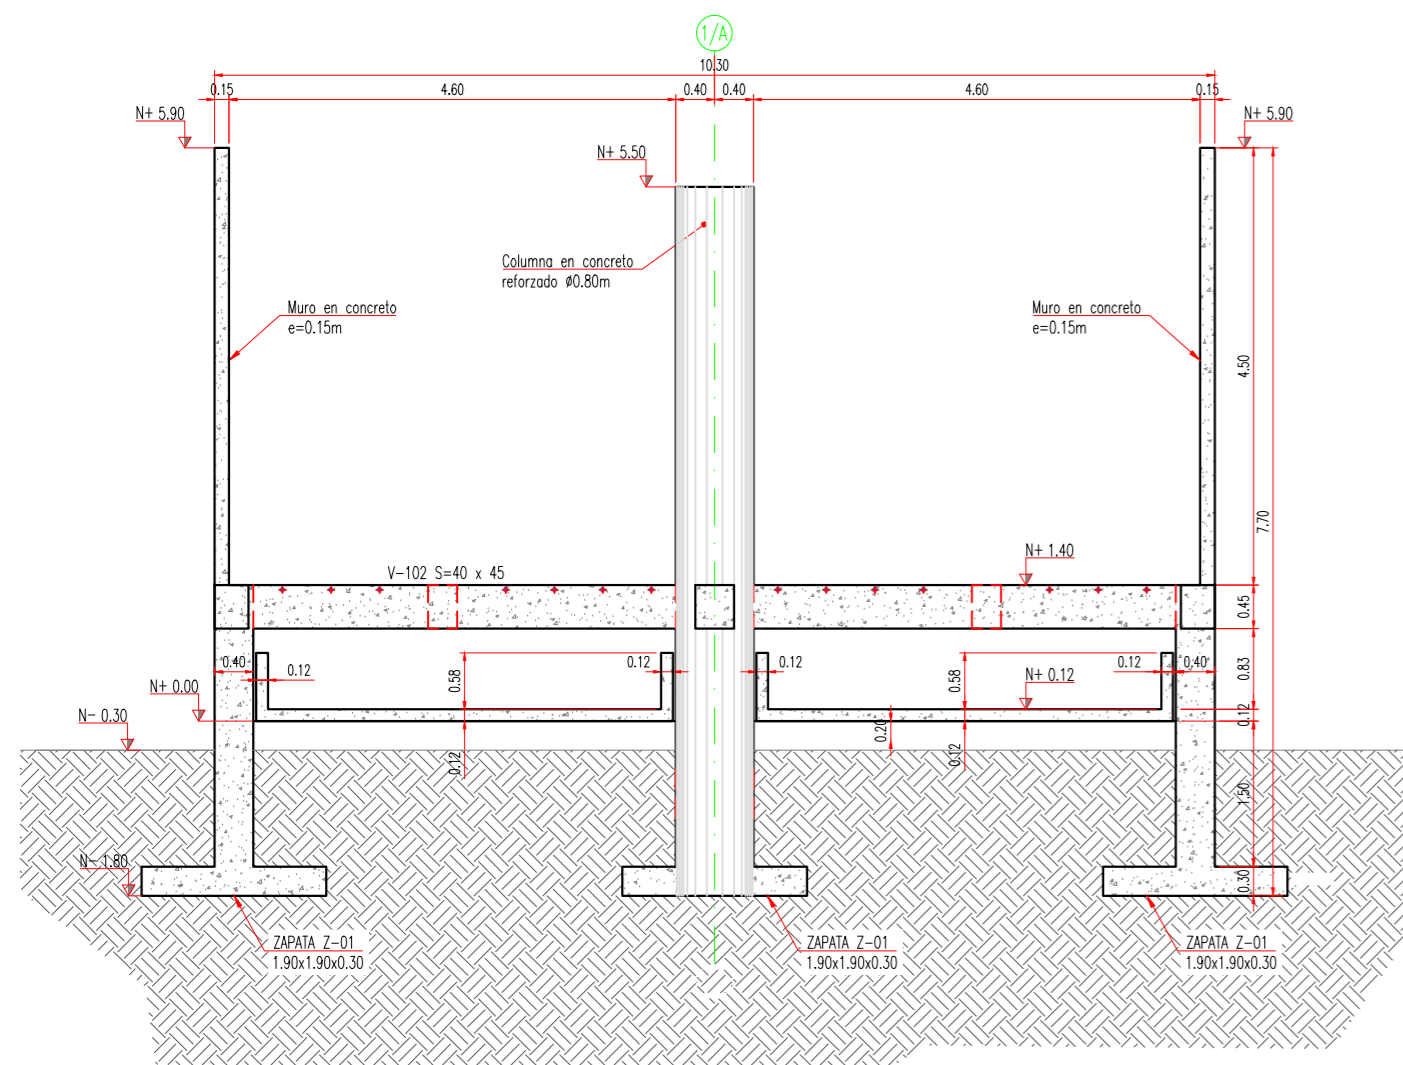 1/A
10.30
0.15
4.60
0.40
0.40
4.60
0.15
N+ 5.90
N+ 5.90
N+ 5.50
Columna en concreto
reforzado ø0.80m
Muro en concreto
e=0.15m
Muro en concreto
e=0.15m
4.50
7.70
N+ 1.40
V-102 S=40 x 45
0.45
0.40
0.12
0.58
0.12
0.12
0.58
N+ 0.12
0.12
0.40
0.83
N+ 0.00
N- 0.30
0.12
0.20
0.12
0.12
1.50
N- 1.80
0.30
ZAPATA Z-01
1.90x1.90x0.30
ZAPATA Z-01
1.90x1.90x0.30
ZAPATA Z-01
1.90x1.90x0.30